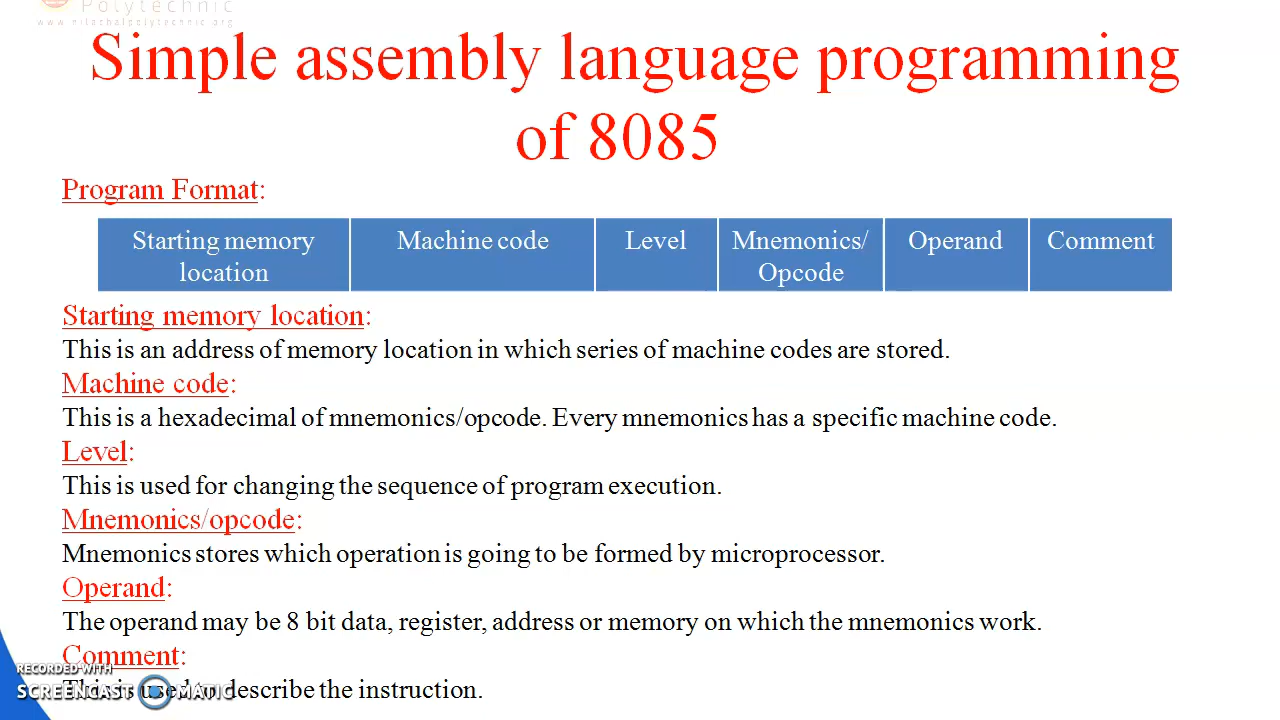 Polytechnic
www.nilachalpolytechnic.org
Simple assembly language programming
of 8085
Program Format:
Starting memory location Machine code Level Mnemonics/ Opcode Operand Comment
Starting memory location:
This is an address of memory location in which series of machine codes are stored.
Machine code:
This is a hexadecimal of mnemonics/opcode. Every mnemonics has a specific machine code.
Level:
This is used for changing the sequence of program execution.
Mnemonics/opcode:
Mnemonics stores which operation is going to be formed by microprocessor.
Operand:
The operand may be 8 bit data, register, address or memory on which the mnemonics work.
Comment:
RECORDED WITH
This is used to describe the instruction.
SCREENCAST MATIC